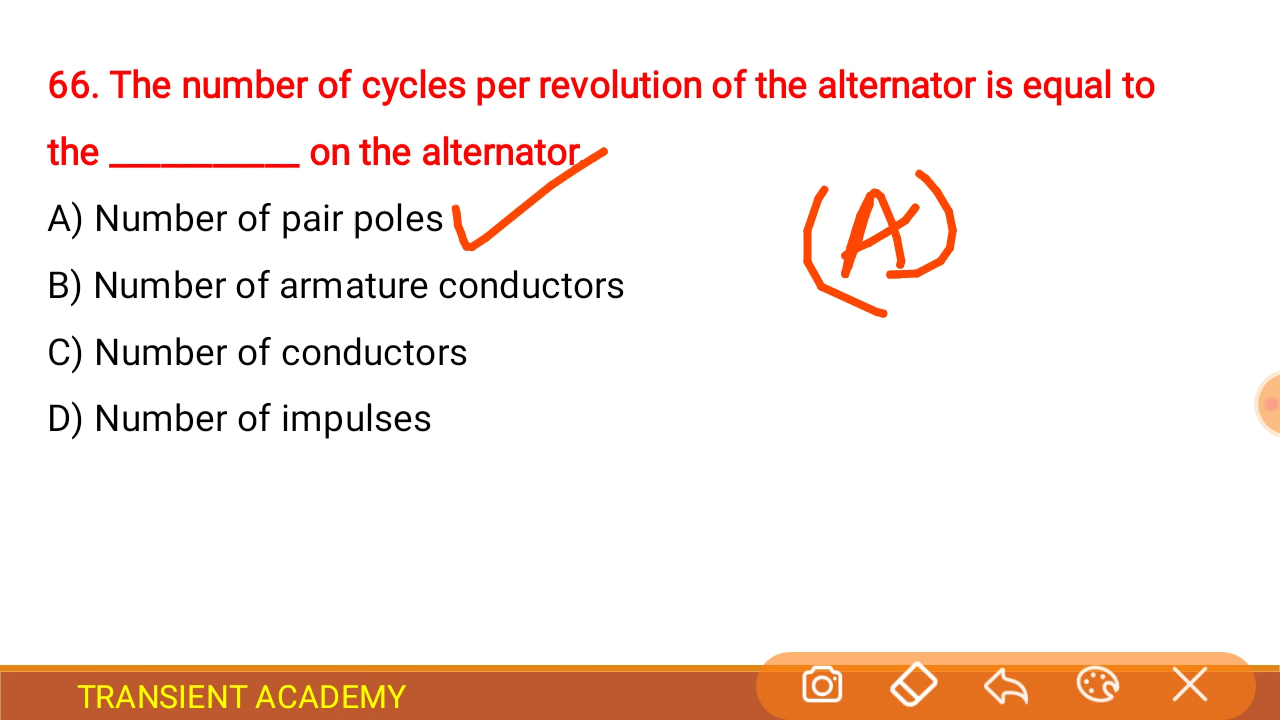 66. The number of cycles per revolution of the alternator is equal to
the ___________ on the alternator.
A) Number of pair poles
(A)
B) Number of armature conductors
C) Number of conductors
D) Number of impulses
TRANSIENT ACADEMY